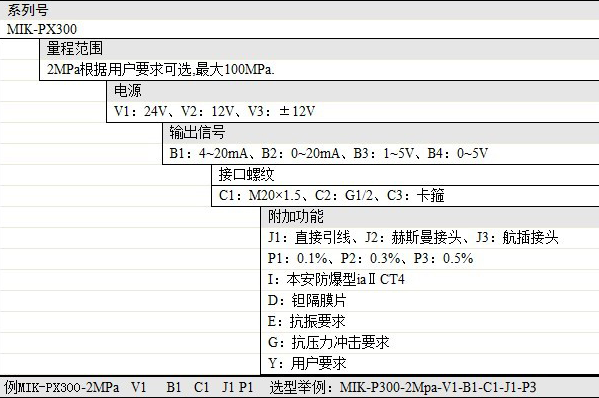 系列号
MIK-PX300
量程范围
2MPa根据用户要求可选,最大100MPa.
电源
V1：24V、V2：12V、V3：±12V
输出信号
B1：4~20mA、B2：0~20mA、B3：1~5V、B4：0~5V
接口螺纹
C1：M20×1.5、C2：G1/2、C3：卡箍
附加功能
J1：直接引线、J2：赫斯曼接头、J3：航插接头
P1：0.1%、P2：0.3%、P3：0.5%
I：本安防爆型iaⅡCT4
D：钽隔膜片
E：抗振要求
G：抗压力冲击要求
Y：用户要求
例MIK-PX300-2MPa V1 B1 C1 J1 P1 选型举例：MIK-P300-2Mpa-V1-B1-C1-J1-P3